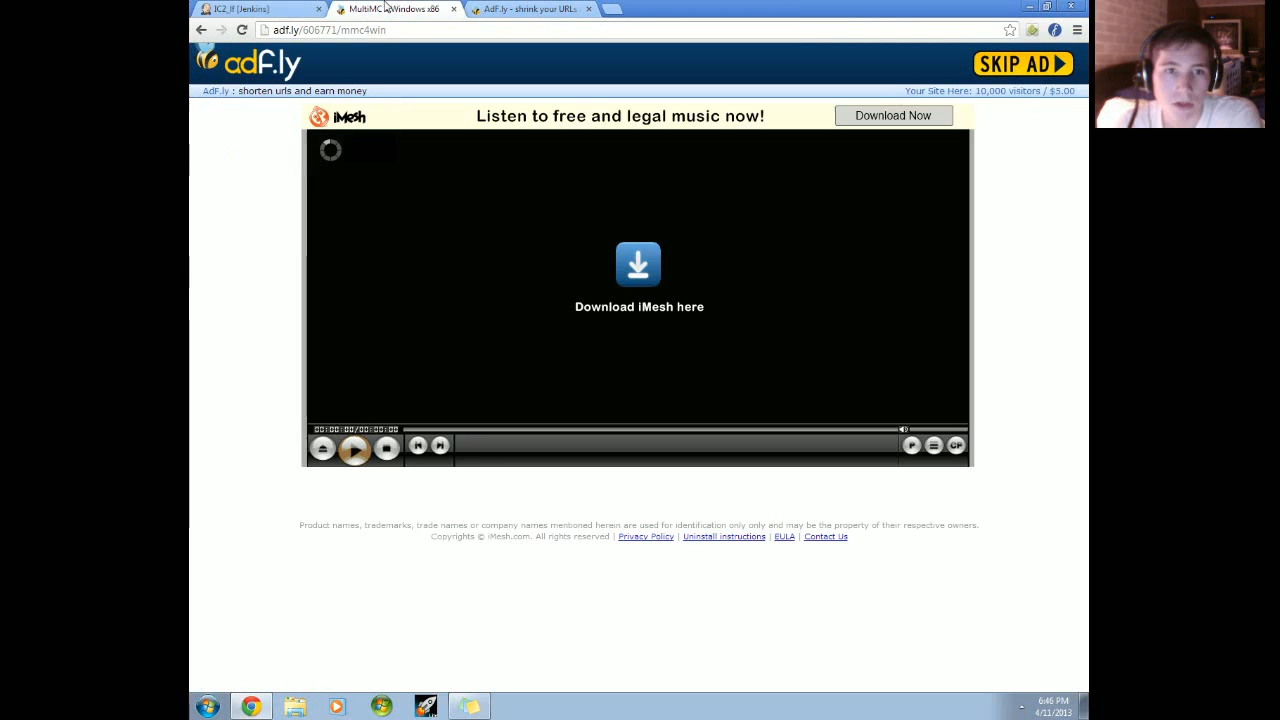 IC2_lf [Jenkins]
MultiMC Windows x86
AdF.ly - shrink your URLs
adf.ly/606771/mmc4win
adf.ly
SKIP AD
AdF.ly : shorten urls and earn money
Your Site Here: 10,000 visitors / $5.00
iMesh
Listen to free and legal music now!
Download Now
Download iMesh here
00:00:00/00:00:00
P
CP
Product names, trademarks, trade names or company names mentioned herein are used for identification only only and may be the property of their respective owners.
Copyrights © iMesh.com. All rights reserved | Privacy Policy | Uninstall instructions | EULA | Contact Us
6:46 PM
4/11/2013